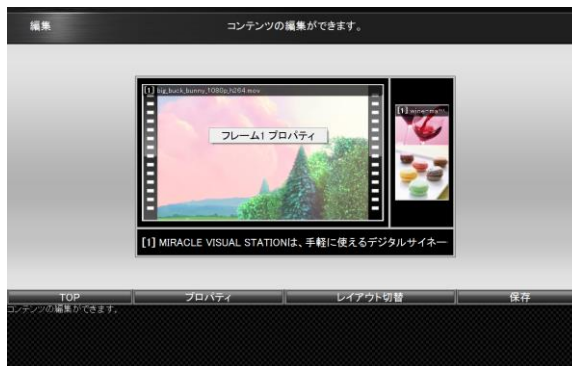 編集
コンテンツの編集ができます。
[1] big_buck_bunny_1080p_h264.mov
[1]
フレーム1 プロパティ
[1] MIRACLE VISUAL STATIONは、手軽に使えるデジタルサイネー
TOP
プロパティ
レイアウト切替
保存
コンテンツの編集ができます。